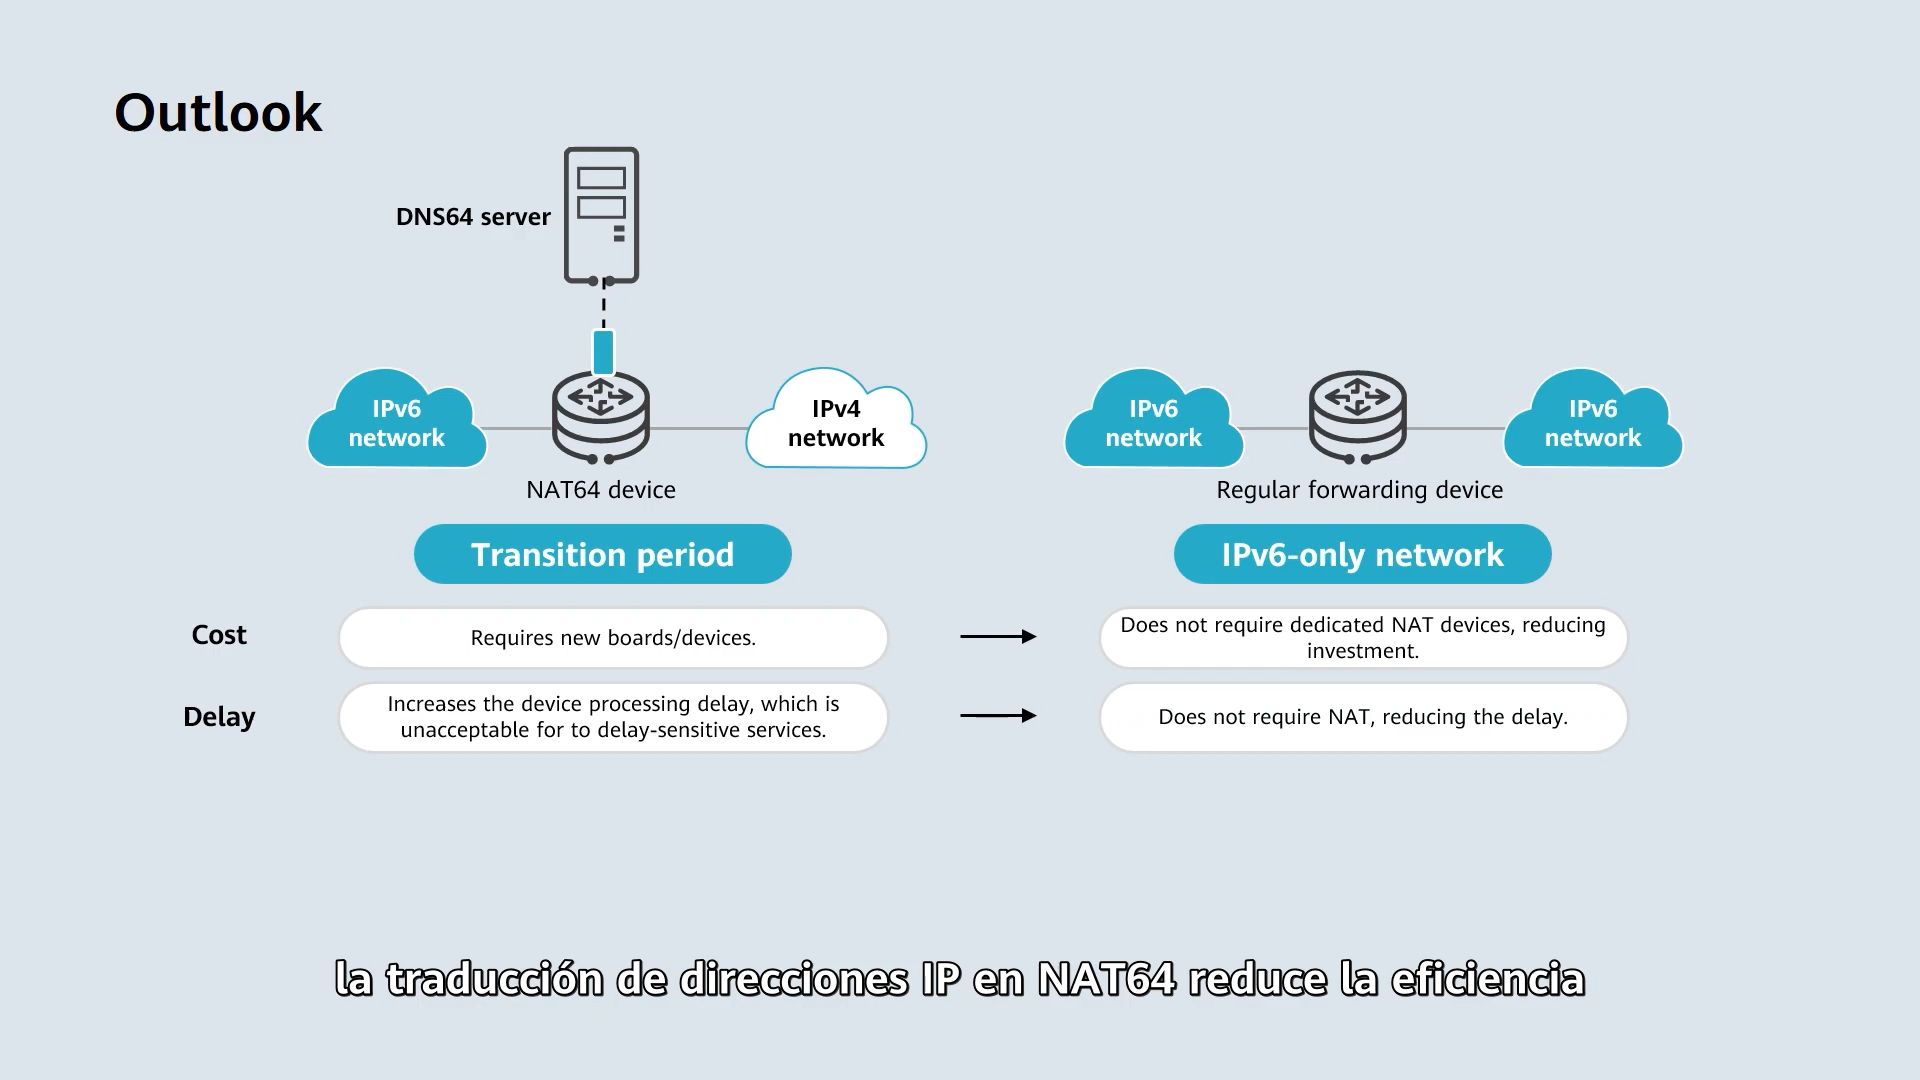 Outlook
DNS64 server
IPv6
network
IPv4
network
NAT64 device
IPv6
network
IPv6
network
Regular forwarding device
Transition period
IPv6-only network
Cost
Requires new boards/devices.
Does not require dedicated NAT devices, reducing
investment.
Delay
Increases the device processing delay, which is
unacceptable for to delay-sensitive services.
Does not require NAT, reducing the delay.
la traducción de direcciones IP en NAT64 reduce la eficiencia